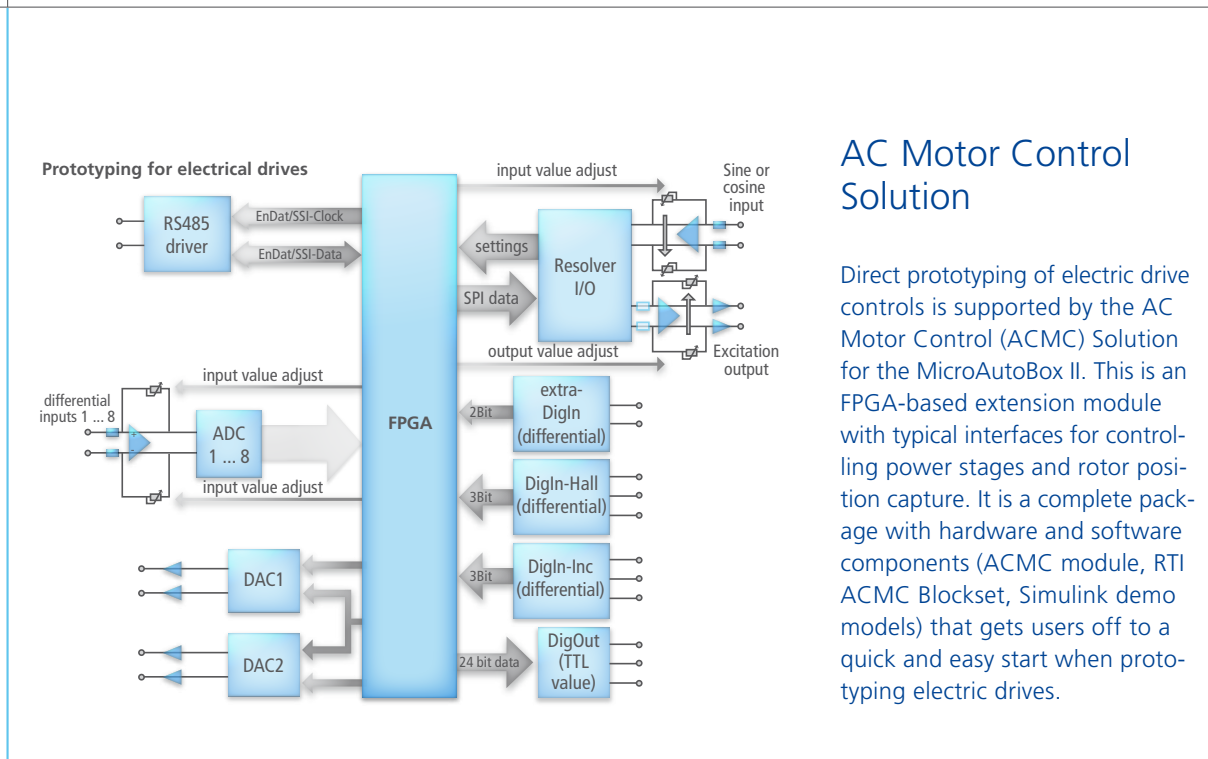 Prototyping for electrical drives
RS485
driver
EnDat/SSI-Clock
EnDat/SSI-Data
input value adjust
Sine or
cosine
input
settings
SPI data
Resolver
I/O
output value adjust
Excitation
output
input value adjust
differential
inputs 1 ... 8
+
-
ADC
1 ... 8
input value adjust
FPGA
2Bit
extra-
DigIn
(differential)
3Bit
DigIn-Hall
(differential)
3Bit
DigIn-Inc
(differential)
24 bit data
DigOut
(TTL
value)
DAC1
DAC2
AC Motor Control
Solution
Direct prototyping of electric drive
controls is supported by the AC
Motor Control (ACMC) Solution
for the MicroAutoBox II. This is an
FPGA-based extension module
with typical interfaces for control-
ling power stages and rotor posi-
tion capture. It is a complete pack-
age with hardware and software
components (ACMC module, RTI
ACMC Blockset, Simulink demo
models) that gets users off to a
quick and easy start when proto-
typing electric drives.